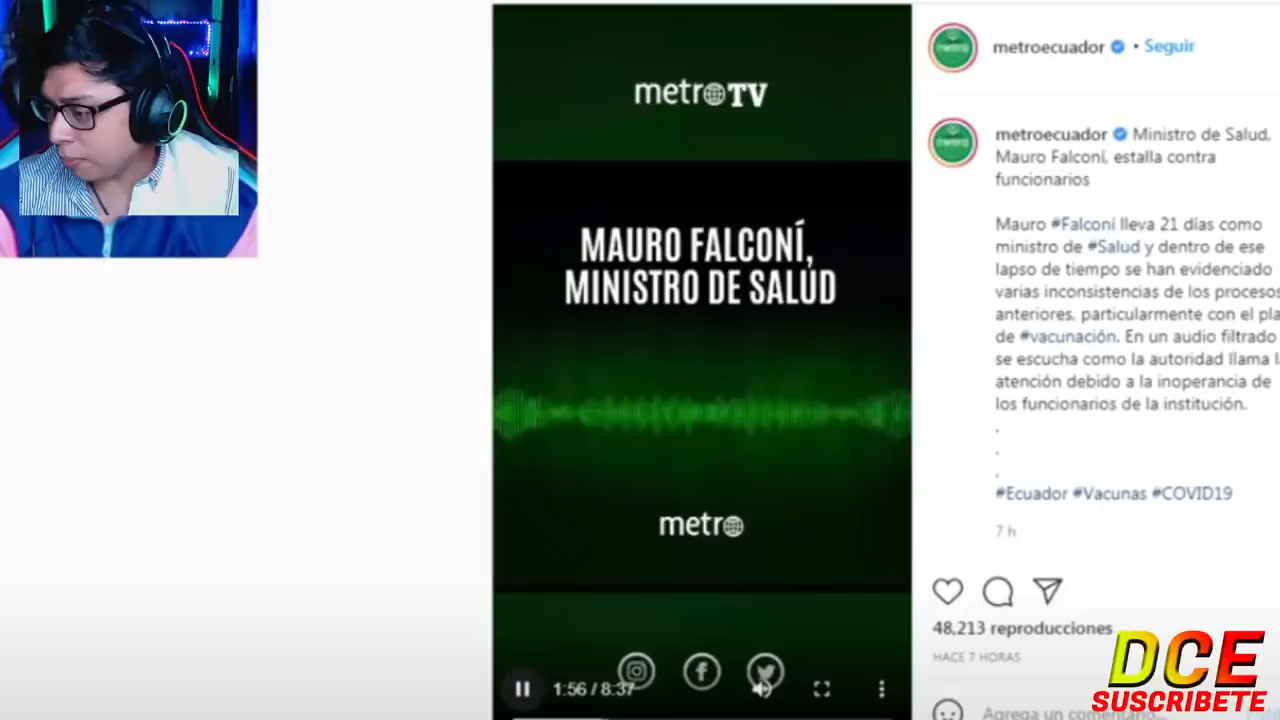 metroTV
MAURO FALCONÍ,
MINISTRO DE SALUD
metro
1:56 / 8:37
metroecuador • Seguir
metroecuador Ministro de Salud,
Mauro Falconí, estalla contra
funcionarios
Mauro #Falconí lleva 21 días como
ministro de #Salud y dentro de ese
lapso de tiempo se han evidenciado
varias inconsistencias de los procesos
anteriores, particularmente con el pla
de #vacunación. En un audio filtrado
se escucha como la autoridad llama l
atención debido a la inoperancia de
los funcionarios de la institución.
.
.
.
#Ecuador #Vacunas #COVID19
7 h
48,213 reproducciones
HACE 7 HORAS
Agrega un comentario...
DCE
SUSCRIBETE